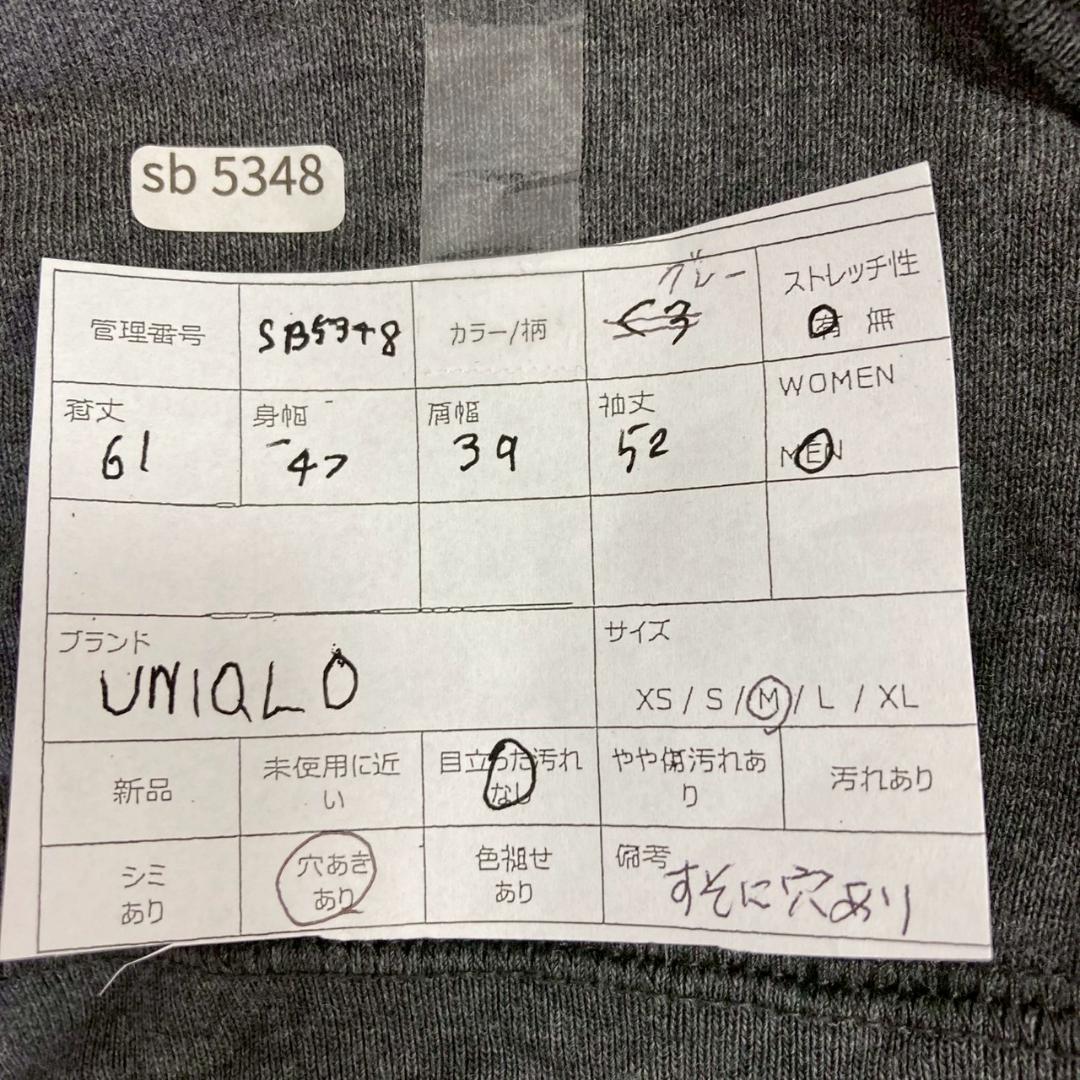 sb 5348
管理番号
SB5348
カラー/柄
グレー
くろ
ストレッチ性
有 無
着丈
61
身幅
47
肩幅
39
袖丈
52
WOMEN
MEN
ブランド
UNIQLO
サイズ
XS / S / M / L / XL
新品
未使用に近
い
目立った汚れ
なし
やや傷汚れあ
り
汚れあり
シミ
あり
穴あき
あり
色褪せ
あり
備考
すそに穴あり